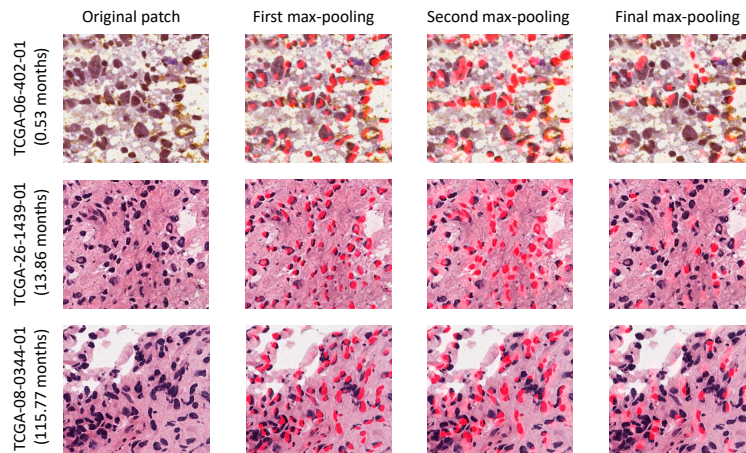 Original patch
First max-pooling
Second max-pooling
Final max-pooling
TCGA-06-402-01
(0.53 months)
TCGA-26-1439-01
(13.86 months)
TCGA-08-0344-01
(115.77 months)